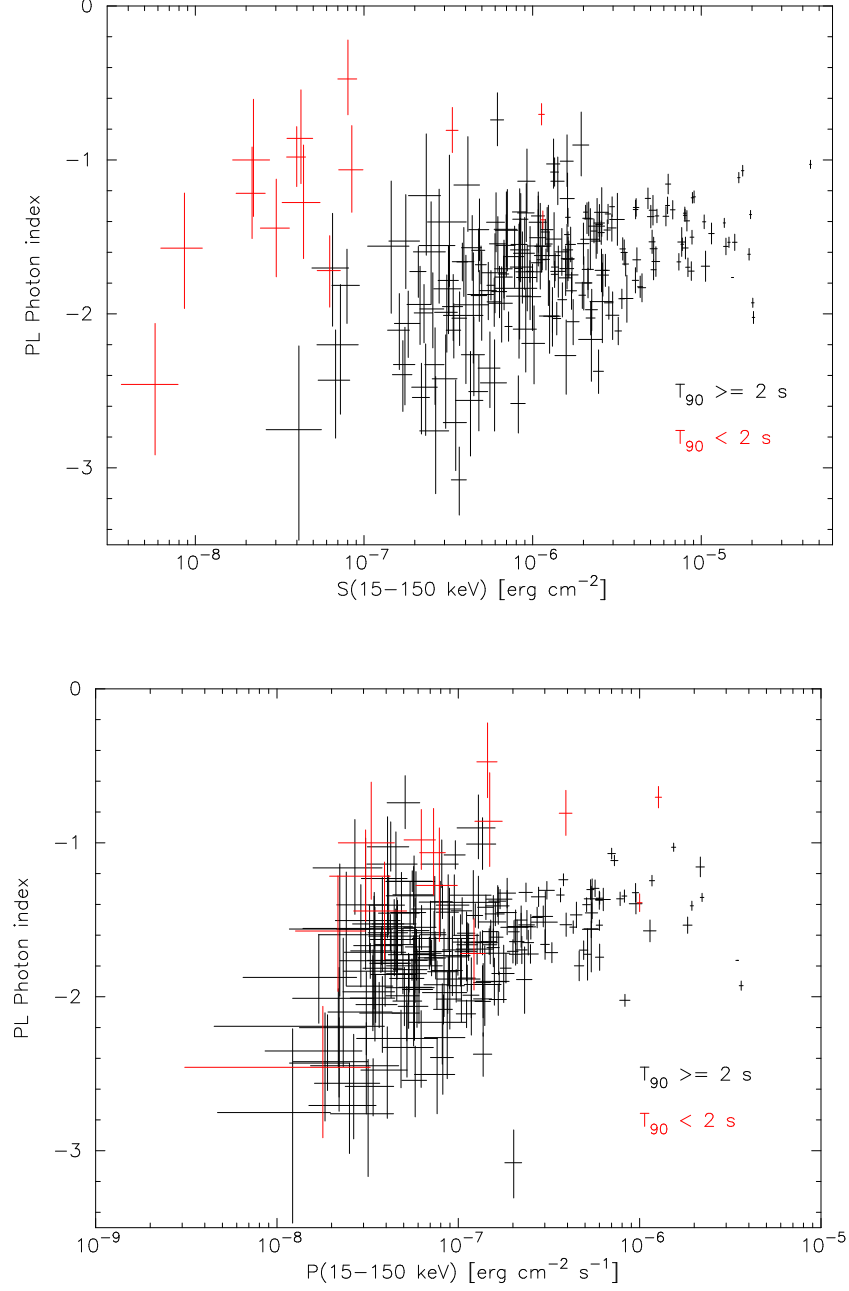 0
−1
−2
−3
PL Photon index
T90 >= 2 s
T90 < 2 s
10−8 10−7 10−6 10−5
S(15−150 keV) [erg cm−2]
0
−1
−2
−3
PL Photon index
T90 >= 2 s
T90 < 2 s
10−9 10−8 10−7 10−6 10−5
P(15−150 keV) [erg cm−2 s−1]